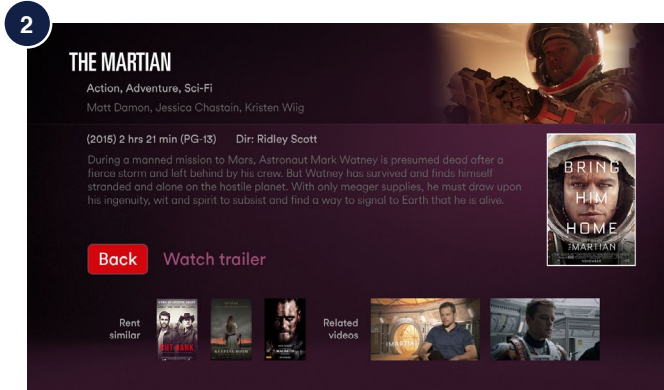 2
THE MARTIAN
Action, Adventure, Sci-Fi
Matt Damon, Jessica Chastain, Kristen Wiig
(2015) 2 hrs 21 min (PG-13) Dir: Ridley Scott
During a manned mission to Mars, Astronaut Mark Watney is presumed dead after a
fierce storm and left behind by his crew. But Watney has survived and finds himself
stranded and alone on the hostile planet. With only meager supplies, he must draw upon
his ingenuity, wit and spirit to subsist and find a way to signal to Earth that he is alive.
BRING
HIM
HOME
THE MARTIAN
NOVEMBER
Back Watch trailer
Rent
similar
Related
videos
MARTIAN